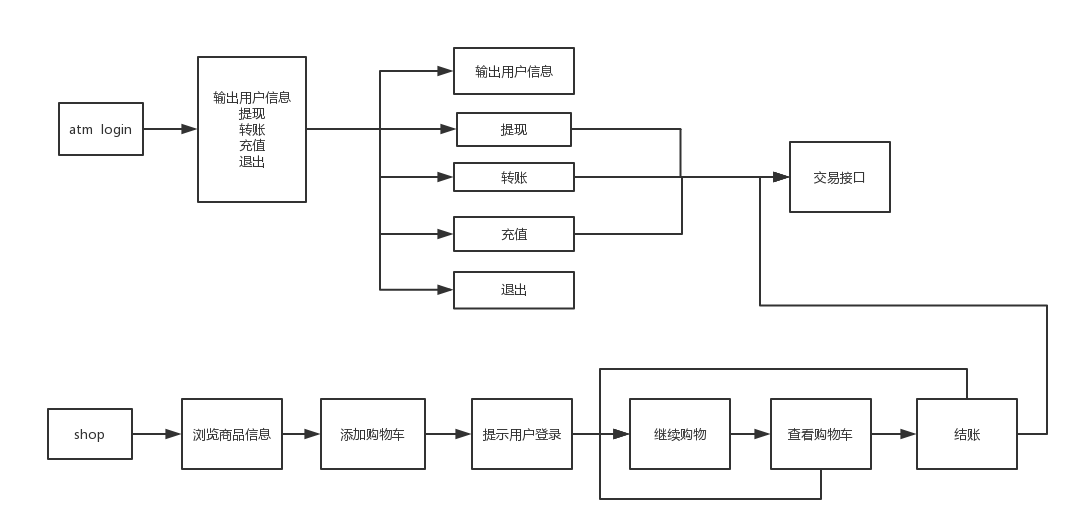 atm login
输出用户信息
提现
转账
充值
退出
输出用户信息
提现
转账
充值
退出
交易接口
shop
浏览商品信息
添加购物车
提示用户登录
继续购物
查看购物车
结账